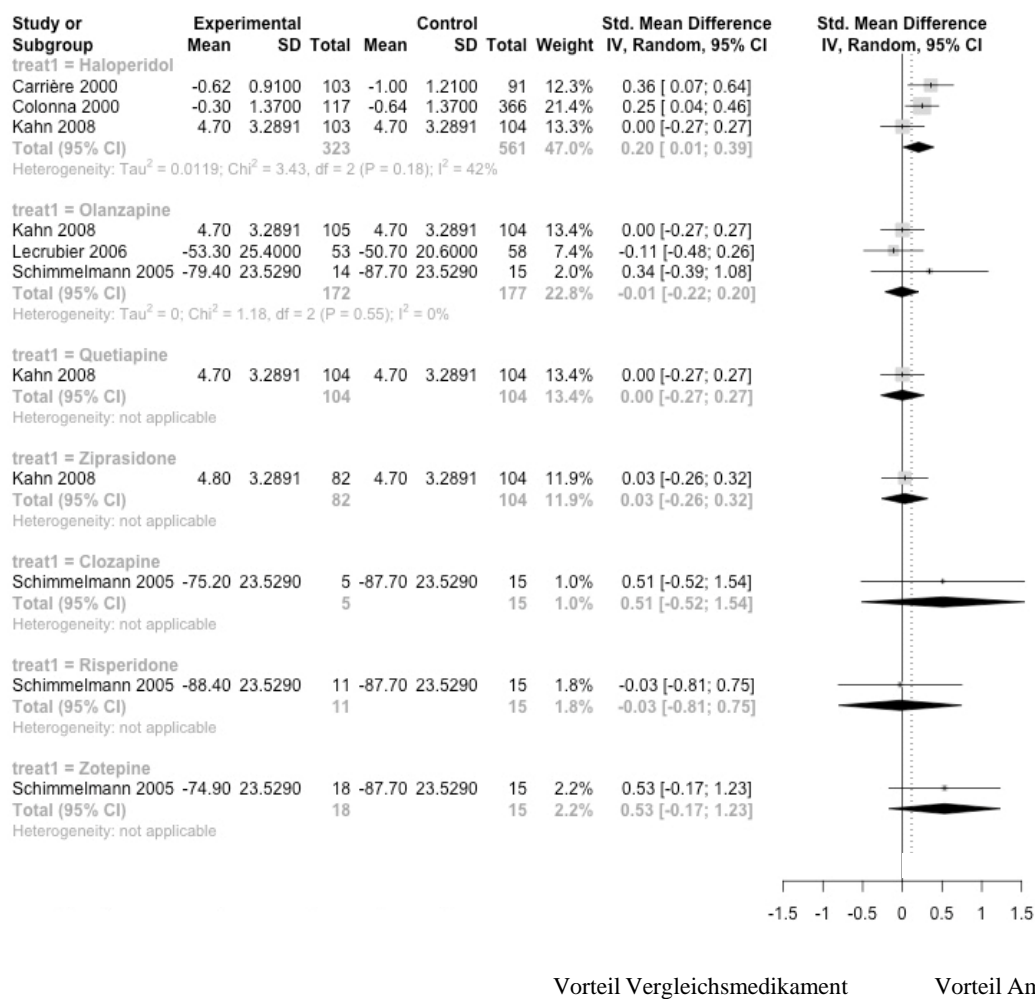 Study or Experimental Control Std. Mean Difference Std. Mean Difference
Subgroup Mean SD Total Mean SD Total Weight IV, Random, 95% CI IV, Random, 95% CI
treat1 = Haloperidol
Carrière 2000 -0.62 0.9100 103 -1.00 1.2100 91 12.3% 0.36 [ 0.07; 0.64]
Colonna 2000 -0.30 1.3700 117 -0.64 1.3700 366 21.4% 0.25 [ 0.04; 0.46]
Kahn 2008 4.70 3.2891 103 4.70 3.2891 104 13.3% 0.00 [-0.27; 0.27]
Total (95% CI) 323 561 47.0% 0.20 [ 0.01; 0.39]
Heterogeneity: Tau² = 0.0119; Chi² = 3.43, df = 2 (P = 0.18); I² = 42%
treat1 = Olanzapine
Kahn 2008 4.70 3.2891 105 4.70 3.2891 104 13.4% 0.00 [-0.27; 0.27]
Lecrubier 2006 -53.30 25.4000 53 -50.70 20.6000 58 7.4% -0.11 [-0.48; 0.26]
Schimmelmann 2005 -79.40 23.5290 14 -87.70 23.5290 15 2.0% 0.34 [-0.39; 1.08]
Total (95% CI) 172 177 22.8% -0.01 [-0.22; 0.20]
Heterogeneity: Tau² = 0; Chi² = 1.18, df = 2 (P = 0.55); I² = 0%
treat1 = Quetiapine
Kahn 2008 4.70 3.2891 104 4.70 3.2891 104 13.4% 0.00 [-0.27; 0.27]
Total (95% CI) 104 104 13.4% 0.00 [-0.27; 0.27]
Heterogeneity: not applicable
treat1 = Ziprasidone
Kahn 2008 4.80 3.2891 82 4.70 3.2891 104 11.9% 0.03 [-0.26; 0.32]
Total (95% CI) 82 104 11.9% 0.03 [-0.26; 0.32]
Heterogeneity: not applicable
treat1 = Clozapine
Schimmelmann 2005 -75.20 23.5290 5 -87.70 23.5290 15 1.0% 0.51 [-0.52; 1.54]
Total (95% CI) 5 15 1.0% 0.51 [-0.52; 1.54]
Heterogeneity: not applicable
treat1 = Risperidone
Schimmelmann 2005 -88.40 23.5290 11 -87.70 23.5290 15 1.8% -0.03 [-0.81; 0.75]
Total (95% CI) 11 15 1.8% -0.03 [-0.81; 0.75]
Heterogeneity: not applicable
treat1 = Zotepine
Schimmelmann 2005 -74.90 23.5290 18 -87.70 23.5290 15 2.2% 0.53 [-0.17; 1.23]
Total (95% CI) 18 15 2.2% 0.53 [-0.17; 1.23]
Heterogeneity: not applicable
-1.5 -1 -0.5 0 0.5 1 1.5
Vorteil Vergleichsmedikament Vorteil Am